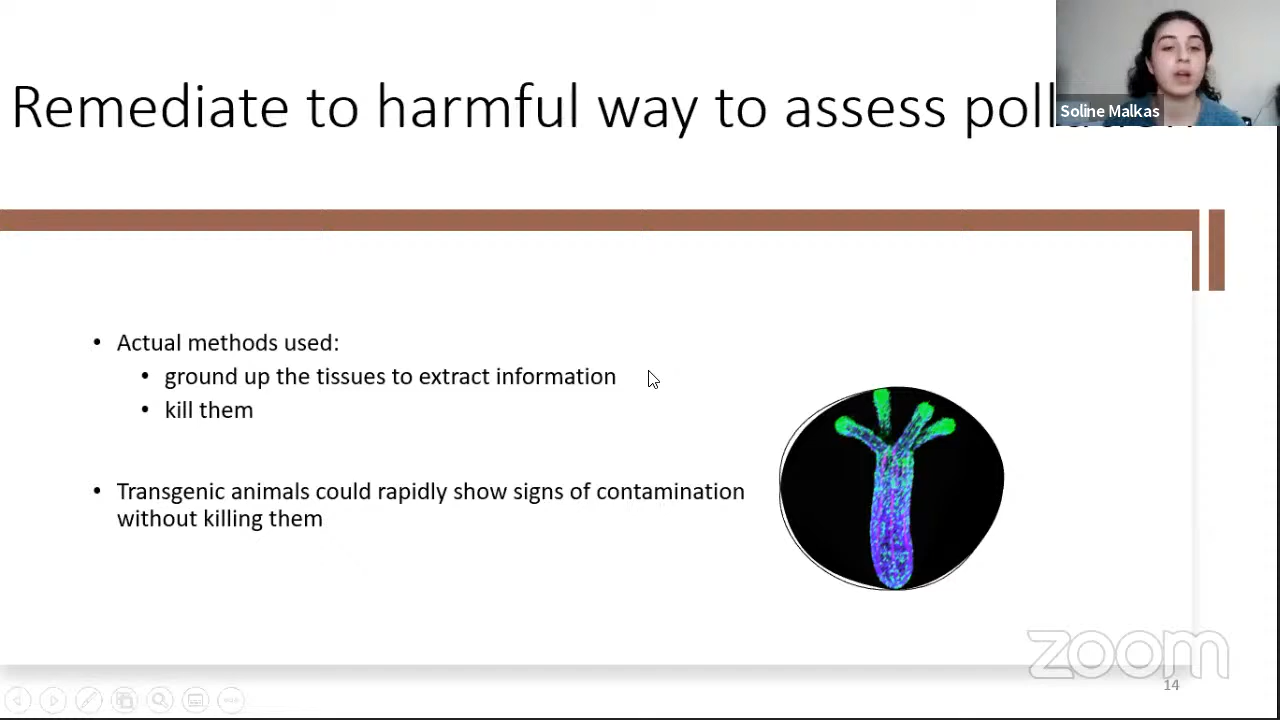 Remediate to harmful way to assess
Soline Malkas
• Actual methods used:
• ground up the tissues to extract information
• kill them
• Transgenic animals could rapidly show signs of contamination
without killing them
zoom
14